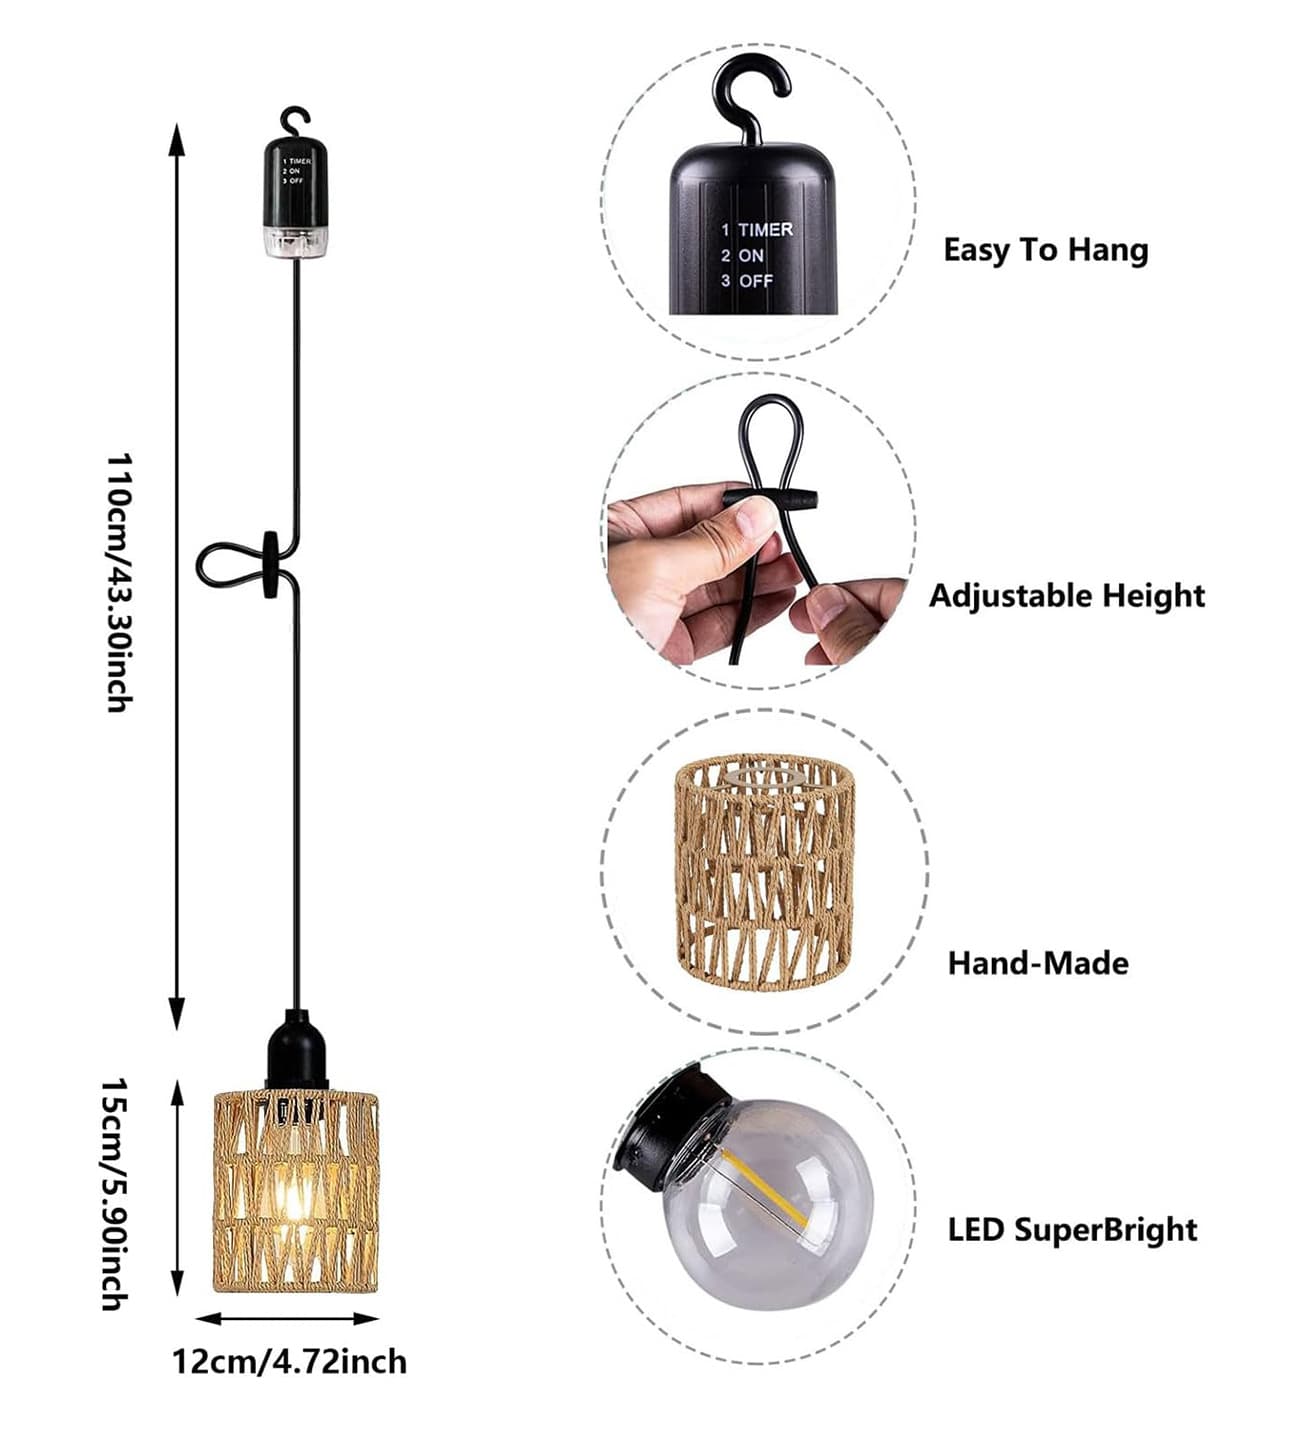 1 TIMER
2 ON
3 OFF
110cm/43.30inch
15cm/5.90inch
12cm/4.72inch
1 TIMER
2 ON
3 OFF
Easy To Hang
Adjustable Height
Hand-Made
LED SuperBright